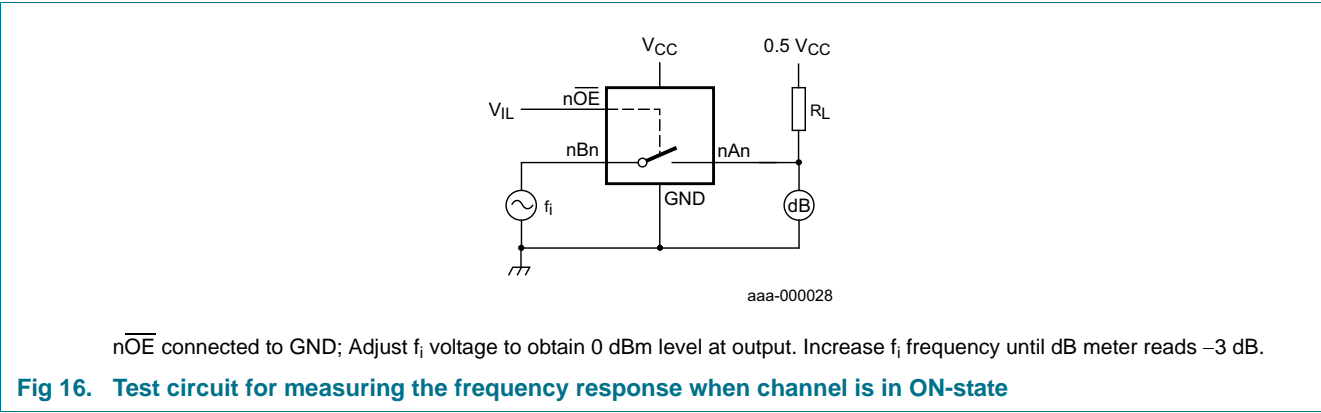 VCC
0.5 VCC
nOE
VIL
RL
nBn
nAn
GND
fi
dB
aaa-000028
nOE connected to GND; Adjust fi voltage to obtain 0 dBm level at output. Increase fi frequency until dB meter reads −3 dB.
Fig 16. Test circuit for measuring the frequency response when channel is in ON-state